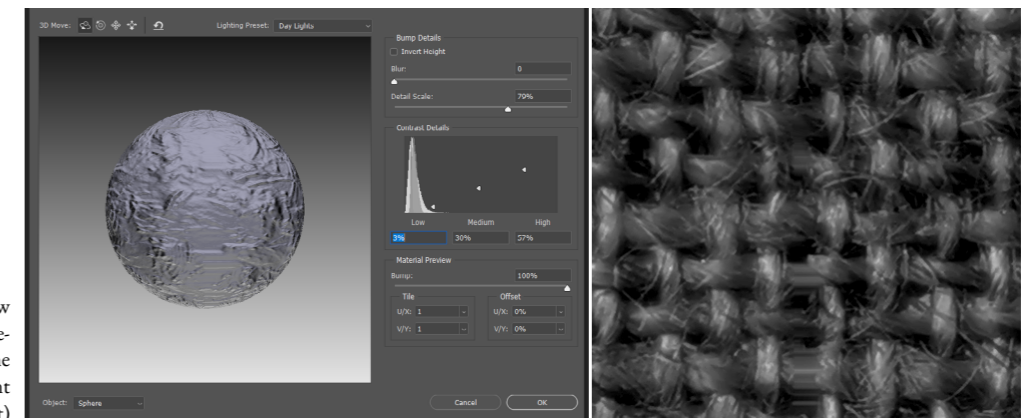 3D Move:
Lighting Preset: Day Lights
Bump Details
Invert Height
Blur: 0
Detail Scale: 79%
Contrast Details
Low Medium High
3% 30% 57%
Material Preview
Bump: 100%
Tile Offset
U/X: 1 U/X: 0%
V/Y: 1 V/Y: 0%
Object: Sphere
Cancel OK